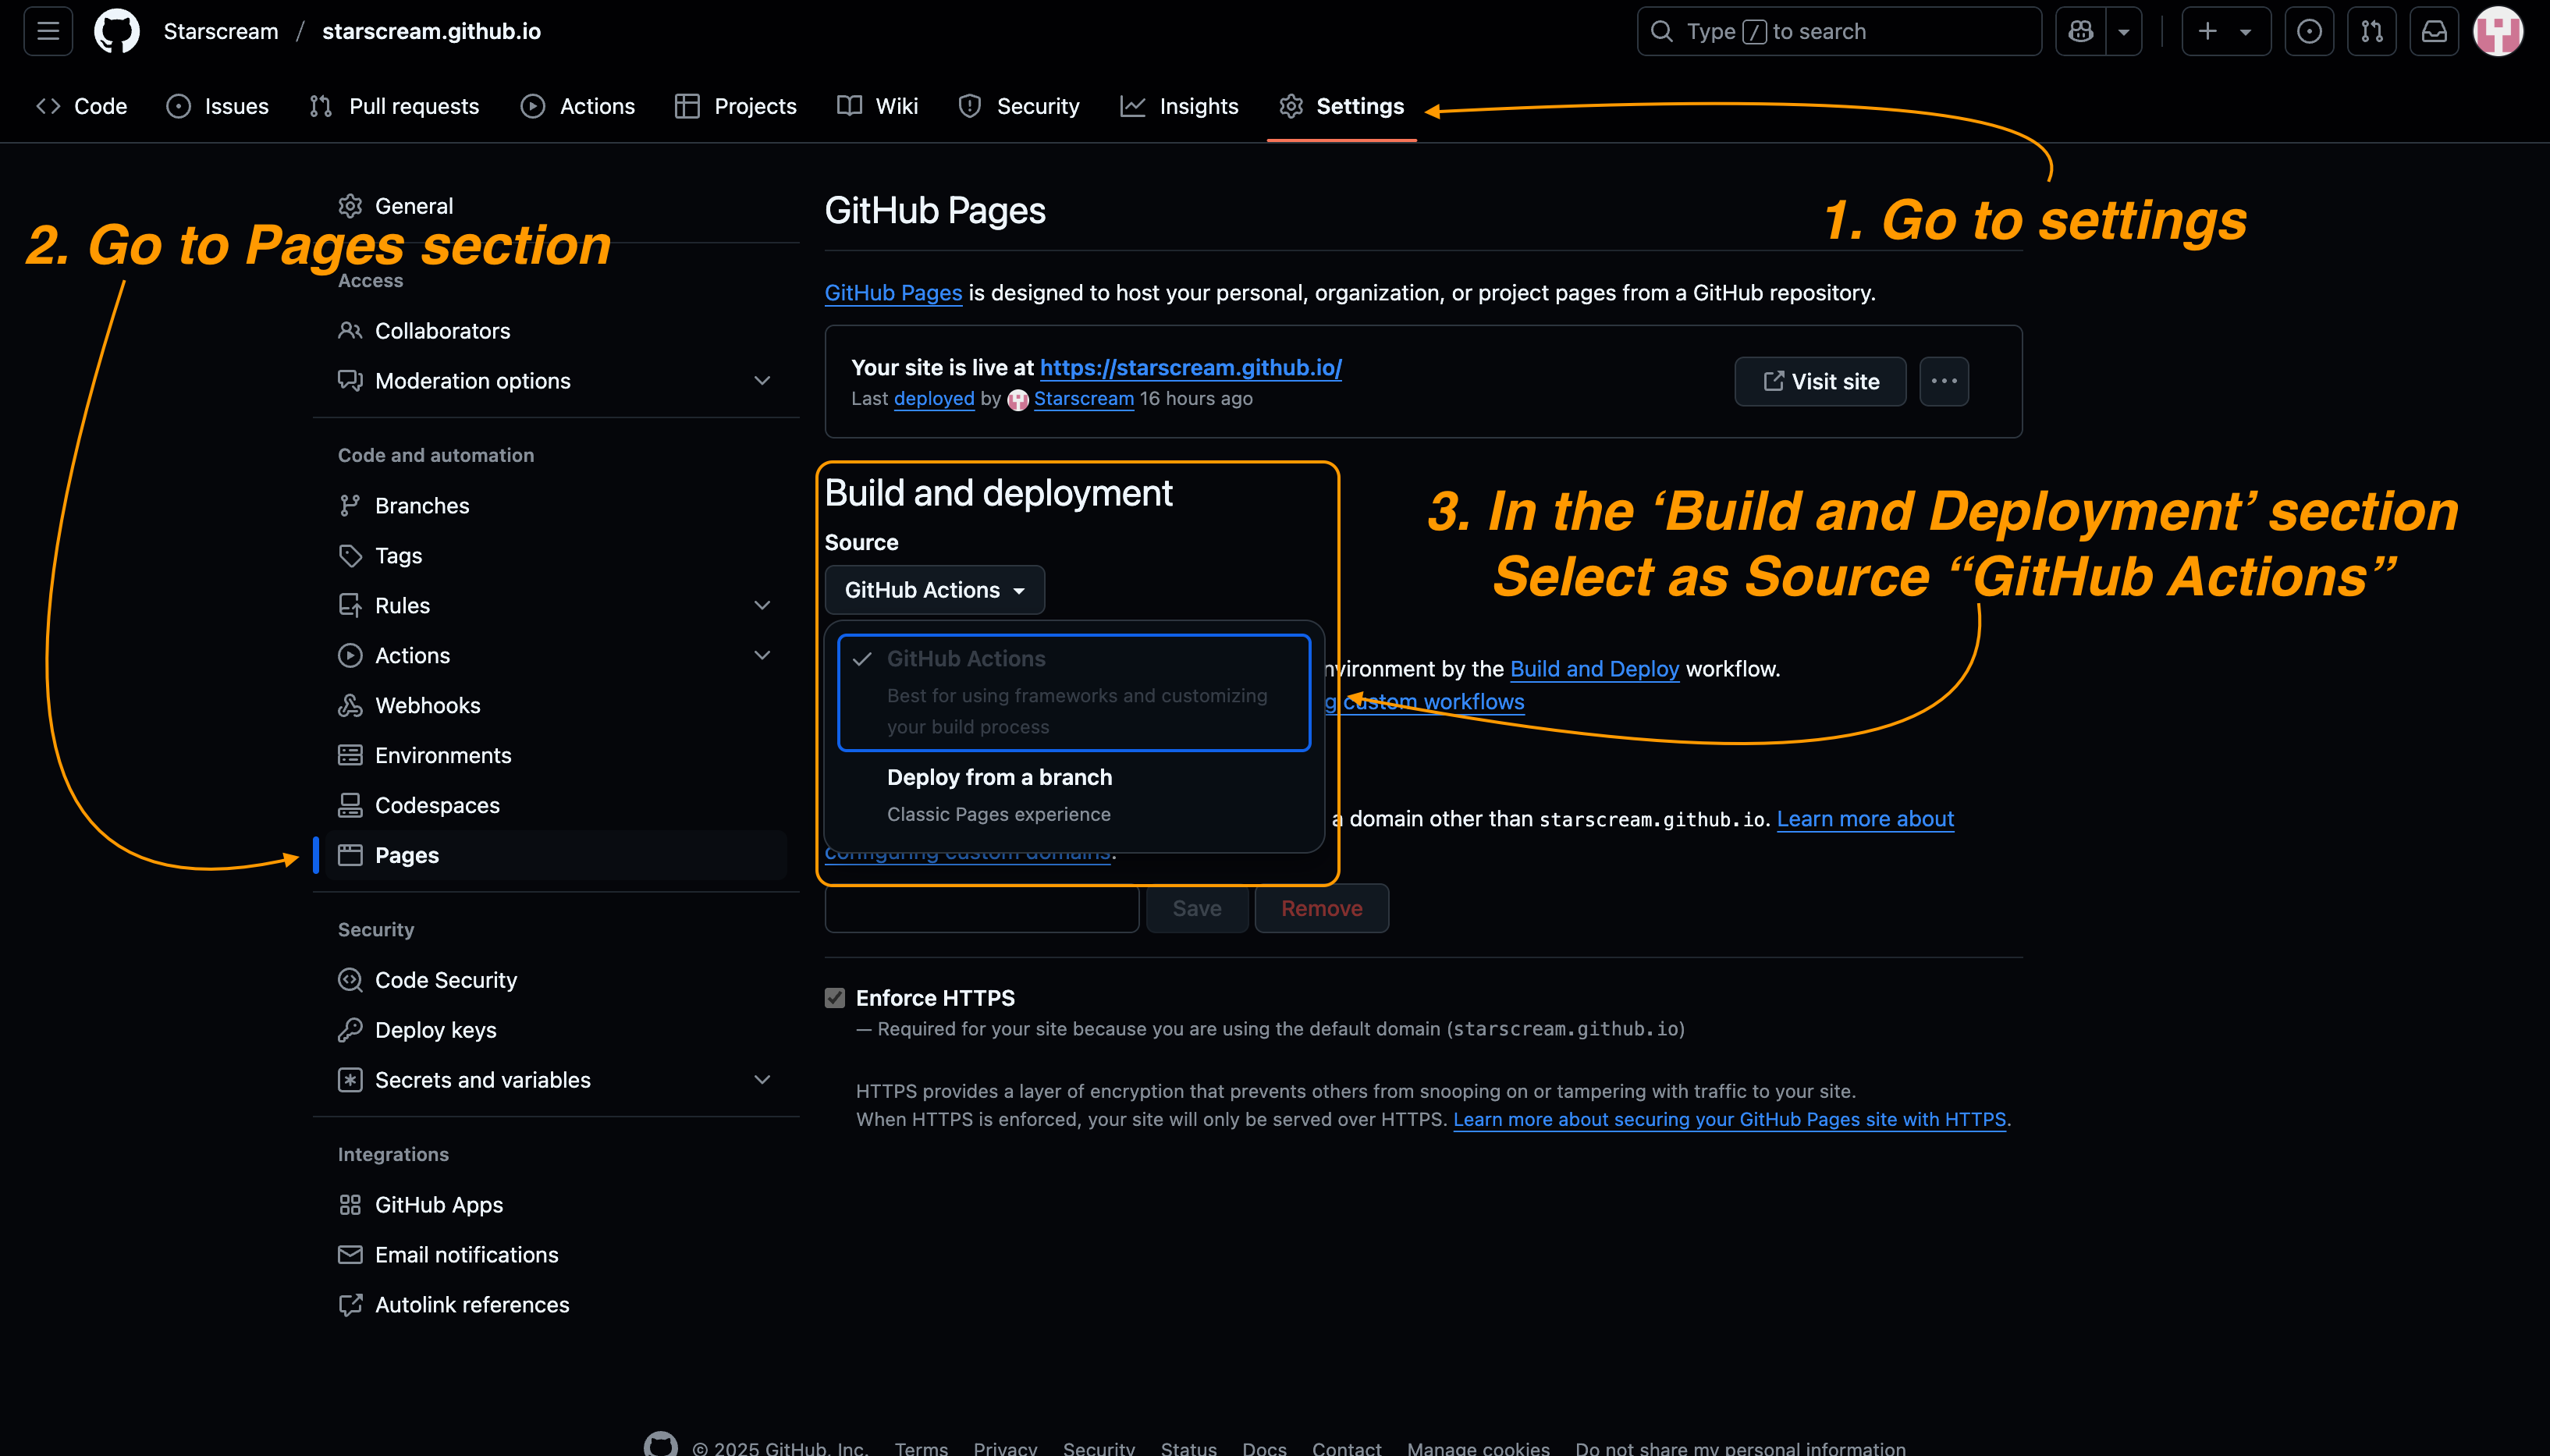 Starscream / starscream.github.io
Type / to search
Code Issues Pull requests Actions Projects Wiki Security Insights Settings
1. Go to settings
2. Go to Pages section
General
Access
Collaborators
Moderation options
Code and automation
Branches
Tags
Rules
Actions
Webhooks
Environments
Codespaces
Pages
Security
Code Security
Deploy keys
Secrets and variables
Integrations
GitHub Apps
Email notifications
Autolink references
GitHub Pages
GitHub Pages is designed to host your personal, organization, or project pages from a GitHub repository.
Your site is live at https://starscream.github.io/
Last deployed by Starscream 16 hours ago
Visit site
Build and deployment
Source
GitHub Actions
3. In the ‘Build and Deployment’ section
Select as Source “GitHub Actions”
GitHub Actions
Best for using frameworks and customizing
your build process
Deploy from a branch
Classic Pages experience
nvironment by the Build and Deploy workflow.
g custom workflows
a domain other than starscream.github.io. Learn more about
configuring custom domains.
Save Remove
Enforce HTTPS
— Required for your site because you are using the default domain (starscream.github.io)
HTTPS provides a layer of encryption that prevents others from snooping on or tampering with traffic to your site.
When HTTPS is enforced, your site will only be served over HTTPS. Learn more about securing your GitHub Pages site with HTTPS.
© 2025 GitHub, Inc. Terms Privacy Security Status Docs Contact Manage cookies Do not share my personal information